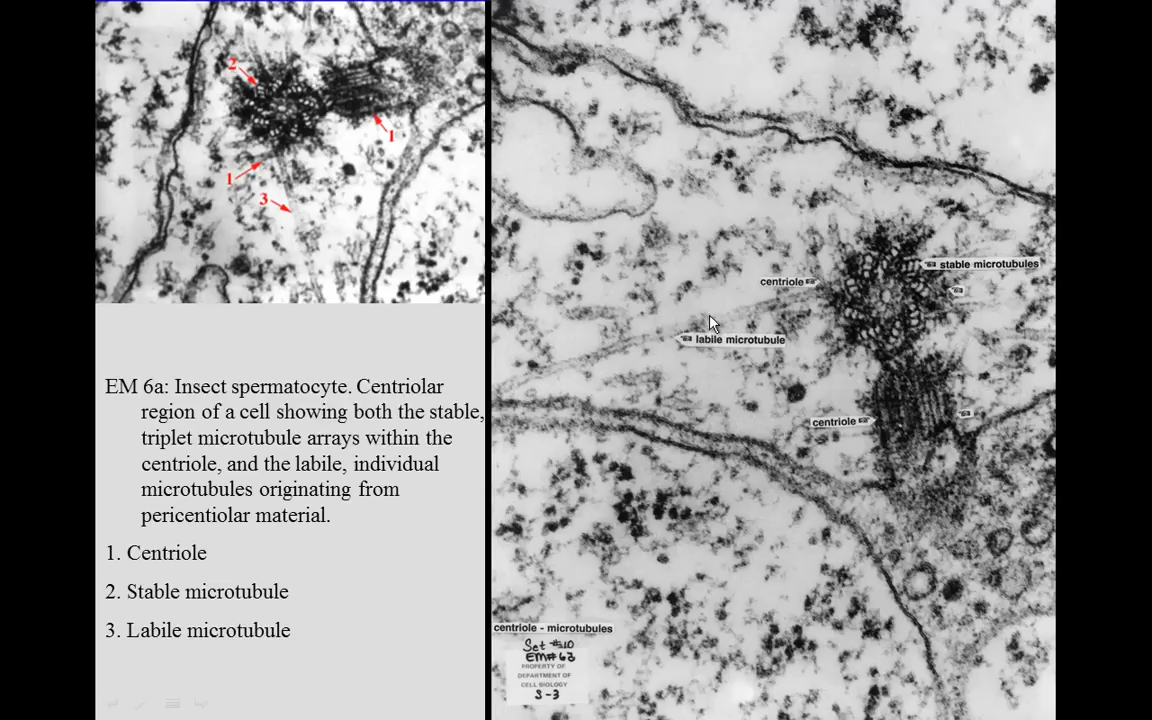 2
1
1
3
EM 6a: Insect spermatocyte. Centriolar
region of a cell showing both the stable,
triplet microtubule arrays within the
centriole, and the labile, individual
microtubules originating from
pericentiolar material.
1. Centriole
2. Stable microtubule
3. Labile microtubule
stable microtubules
centriole
labile microtubule
centriole
centriole - microtubules
Set #10
EM# 63
PROPERTY OF
DEPARTMENT OF
CELL BIOLOGY
S-3